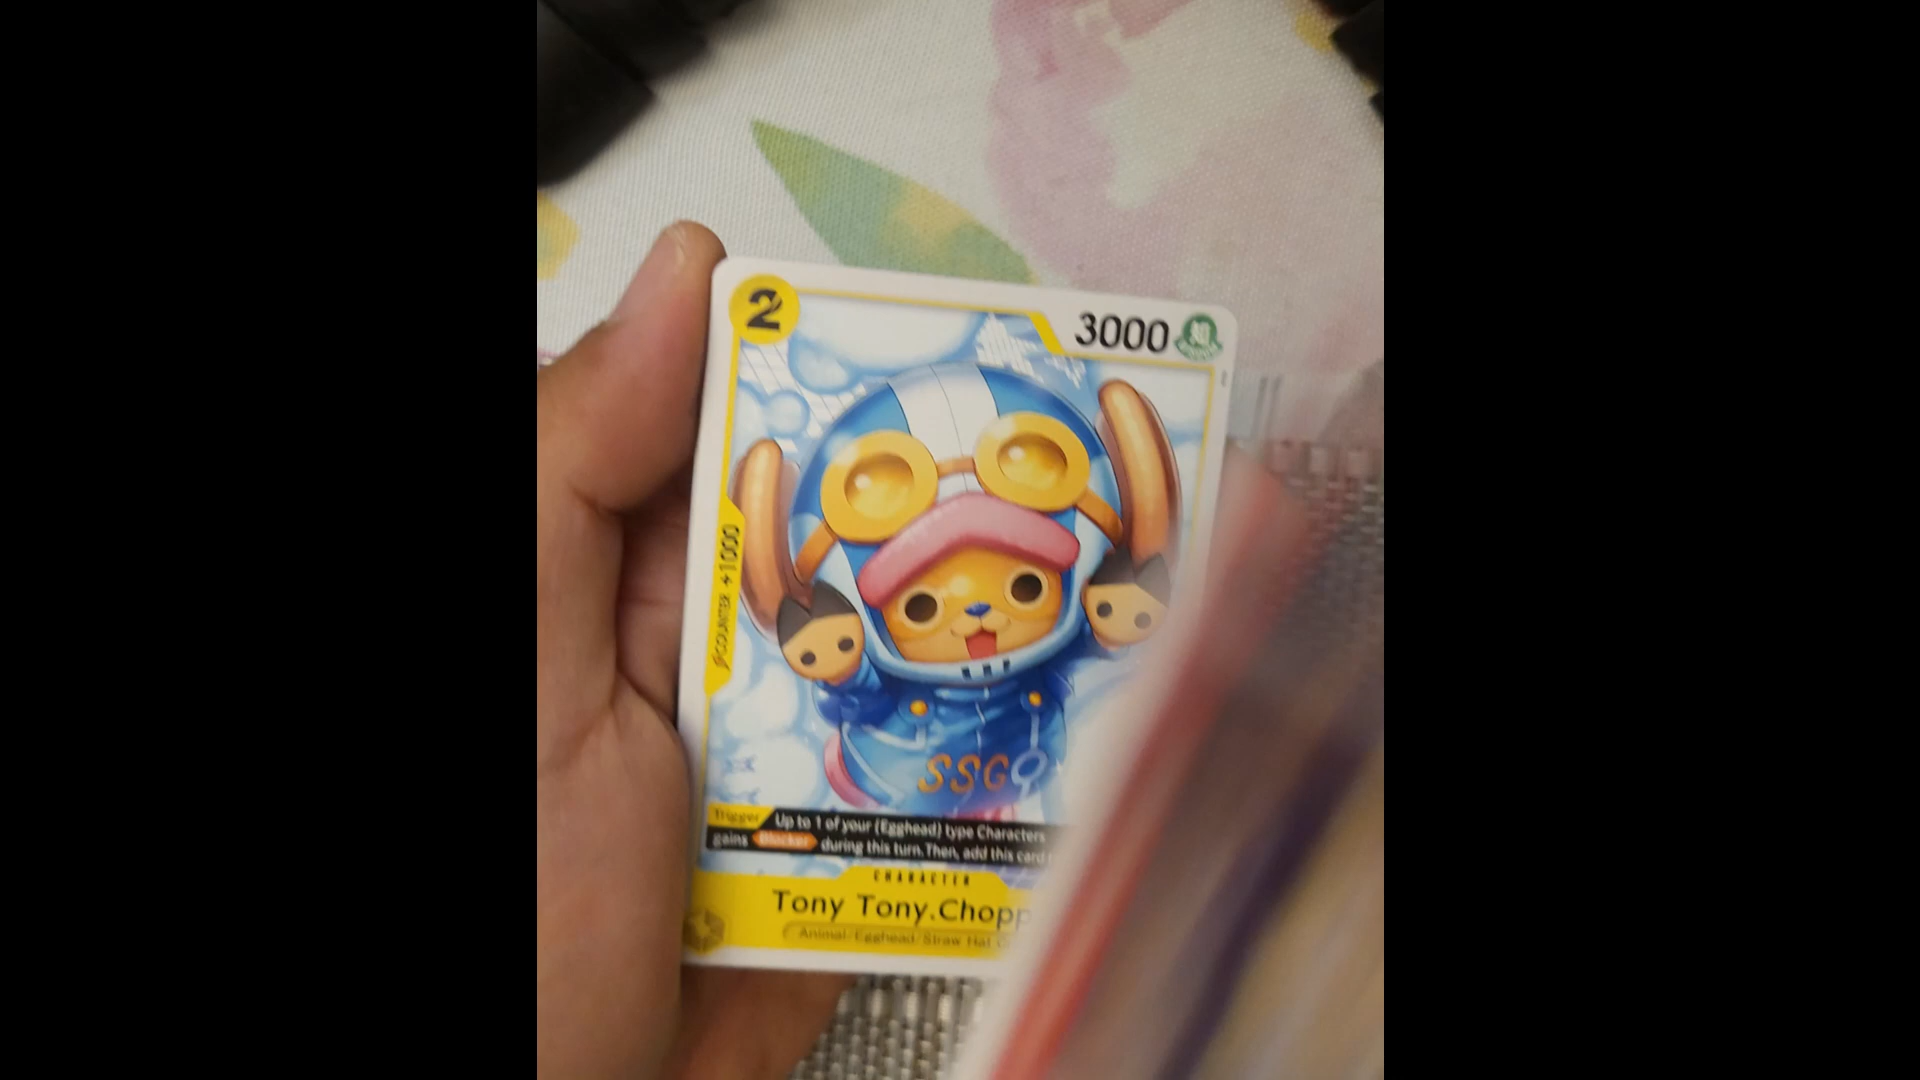 2
3000 知
COUNTER +1000
SSG
Trigger Up to 1 of your {Egghead} type Characters
gains Blocker during this turn. Then, add this card
CHARACTER
Tony Tony.Chopp
Animal/Egghead/Straw Hat